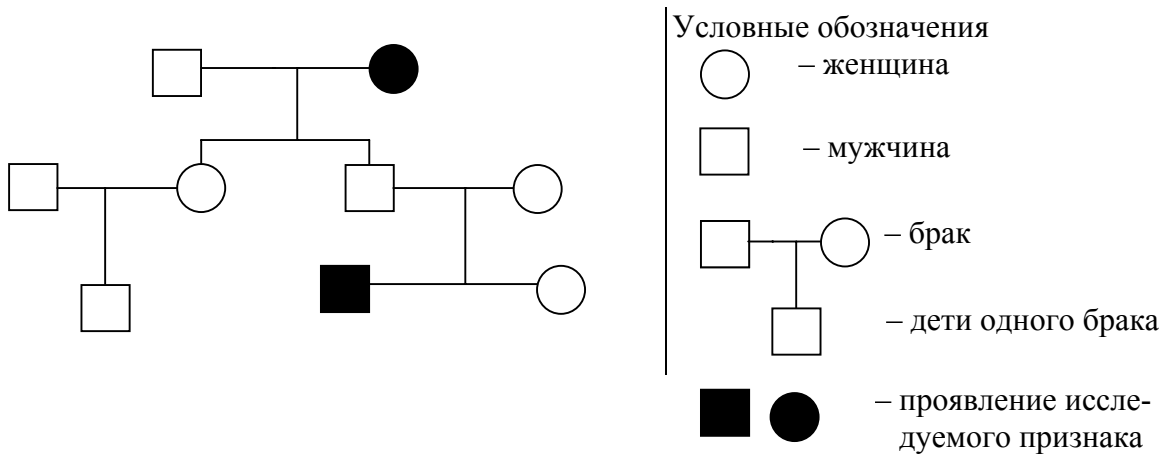 Условные обозначения
– женщина
– мужчина
– брак
– дети одного брака
– проявление иссле-
дуемого признака